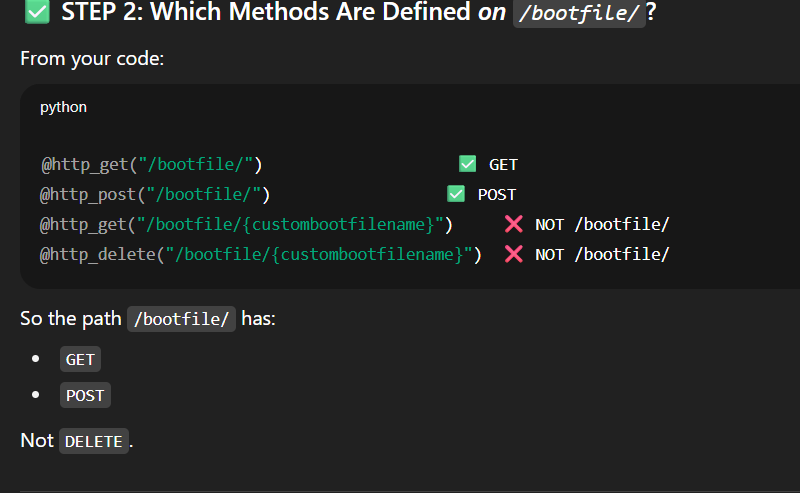 ✅ STEP 2: Which Methods Are Defined on /bootfile/?
From your code:
python
@http_get("/bootfile/") ✅ GET
@http_post("/bootfile/") ✅ POST
@http_get("/bootfile/{custombootfilename}") ❌ NOT /bootfile/
@http_delete("/bootfile/{custombootfilename}") ❌ NOT /bootfile/
So the path /bootfile/ has:
• GET
• POST
Not DELETE.